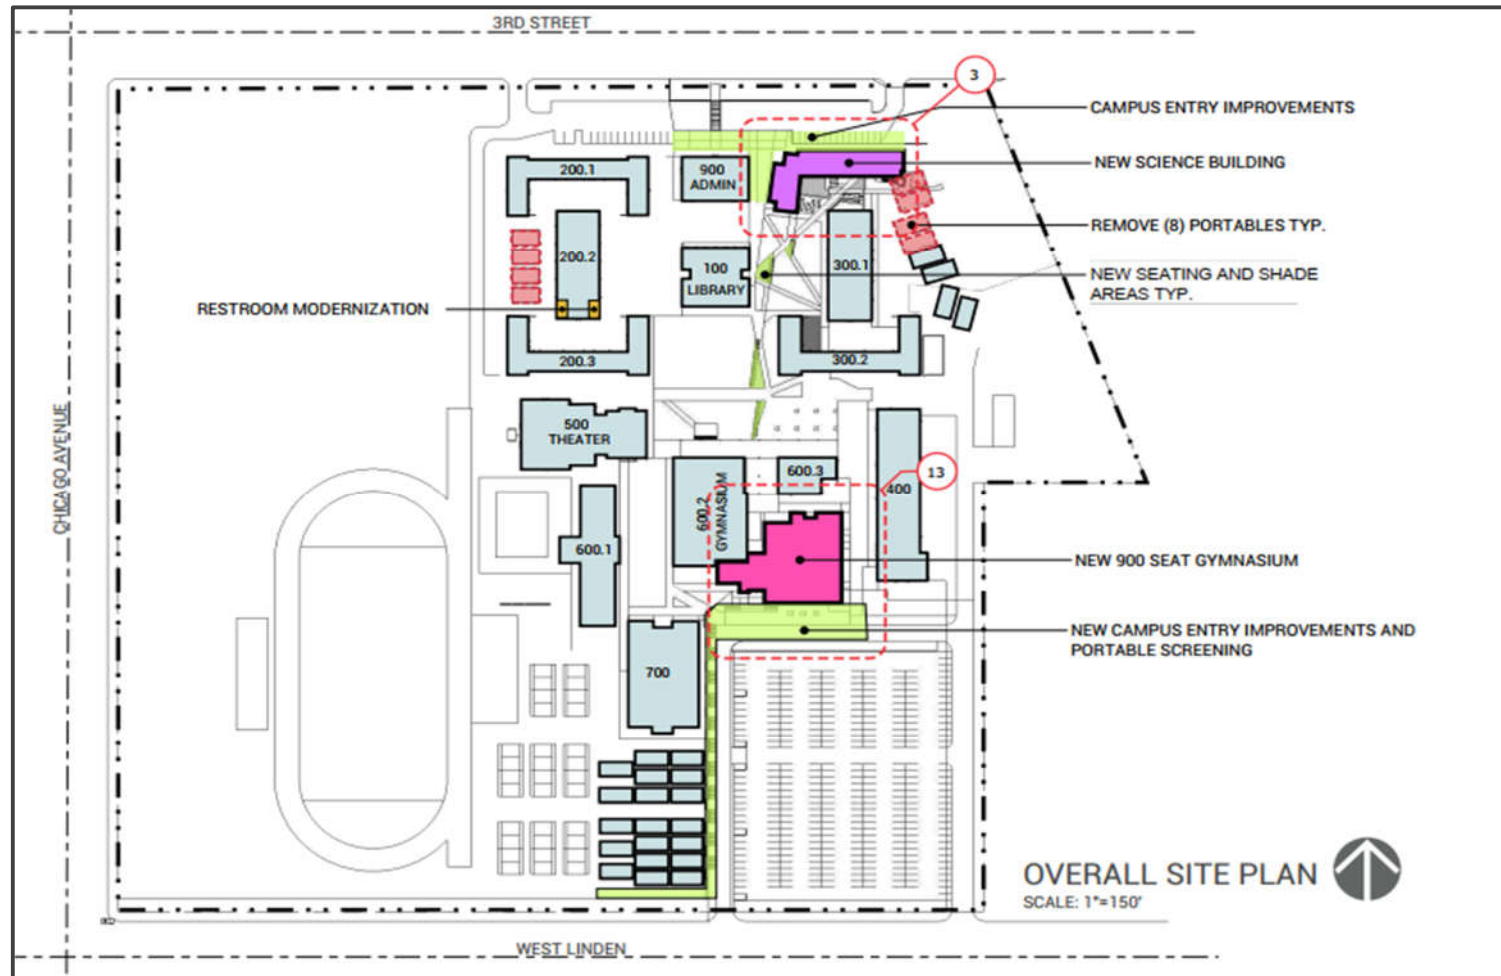 3RD STREET
3
CAMPUS ENTRY IMPROVEMENTS
NEW SCIENCE BUILDING
200.1
900
ADMIN
REMOVE (8) PORTABLES TYP.
200.2
100
LIBRARY
300.1
NEW SEATING AND SHADE
AREAS TYP.
RESTROOM MODERNIZATION
200.3
300.2
CHICAGO AVENUE
500
THEATER
600.3
13
400
600.2
GYMNASIUM
600.1
NEW 900 SEAT GYMNASIUM
NEW CAMPUS ENTRY IMPROVEMENTS AND
PORTABLE SCREENING
700
OVERALL SITE PLAN
SCALE: 1"=150'
WEST LINDEN